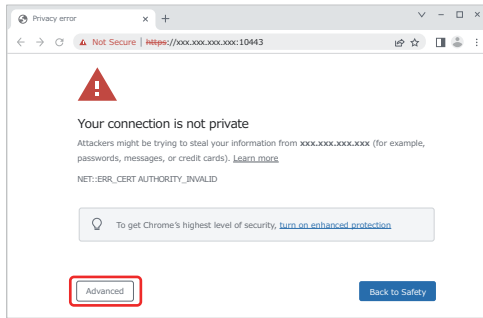 Privacy error
Not Secure | https://xxx.xxx.xxx.xxx:10443
Your connection is not private
Attackers might be trying to steal your information from xxx.xxx.xxx.xxx (for example,
passwords, messages, or credit cards). Learn more
NET::ERR_CERT AUTHORITY_INVALID
To get Chrome's highest level of security, turn on enhanced protection
Advanced
Back to Safety